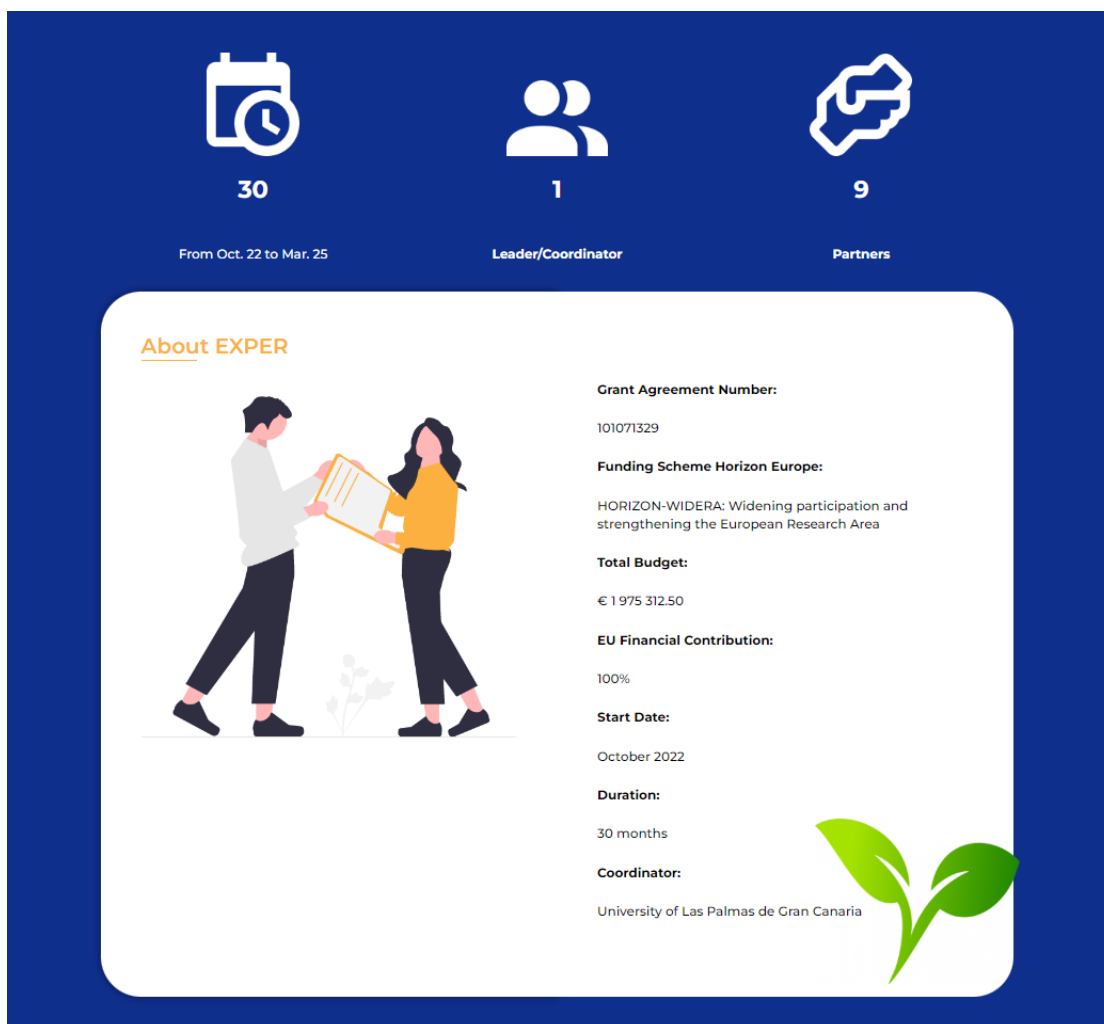 30
1
9
From Oct. 22 to Mar. 25
Leader/Coordinator
Partners
About EXPER
Grant Agreement Number:
101071329
Funding Scheme Horizon Europe:
HORIZON-WIDERA: Widening participation and
strengthening the European Research Area
Total Budget:
€ 1 975 312.50
EU Financial Contribution:
100%
Start Date:
October 2022
Duration:
30 months
Coordinator:
University of Las Palmas de Gran Canaria